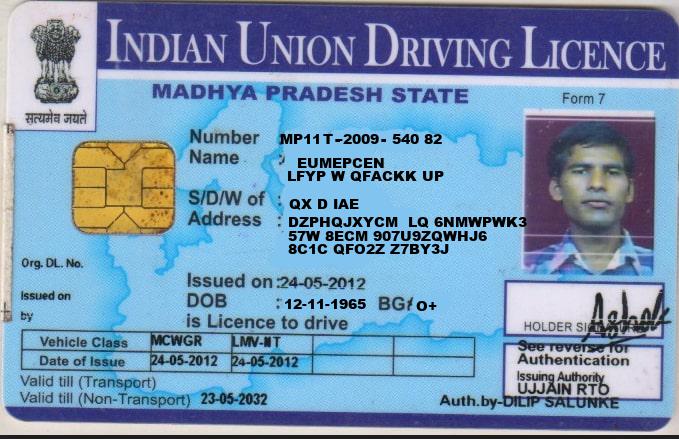 INDIAN UNION DRIVING LICENCE
सत्यमेव जयते
MADHYA PRADESH STATE
Form 7
Number MP11T-2009- 540 82
Name : EUMEPCEN
LFYP W QFACKK UP
S/D/W of : QX D IAE
Address : DZPHQJXYCM LQ 6NMWPWK3
57W 8ECM 907U9ZQWHJ6
8C1C QFO2Z Z7BY3J
Org. DL. No.
Issued on :24-05-2012
Issued on
by
DOB :12-11-1965 BG/ O+
is Licence to drive
HOLDER SIGNATURE
Vehicle Class MCWGR LMV-NT
Date of Issue 24-05-2012 24-05-2012
See reverse for
Authentication
Issuing Authority
UJJAIN RTO
Valid till (Transport)
Valid till (Non-Transport) 23-05-2032
Auth.by-DILIP SALUNKE